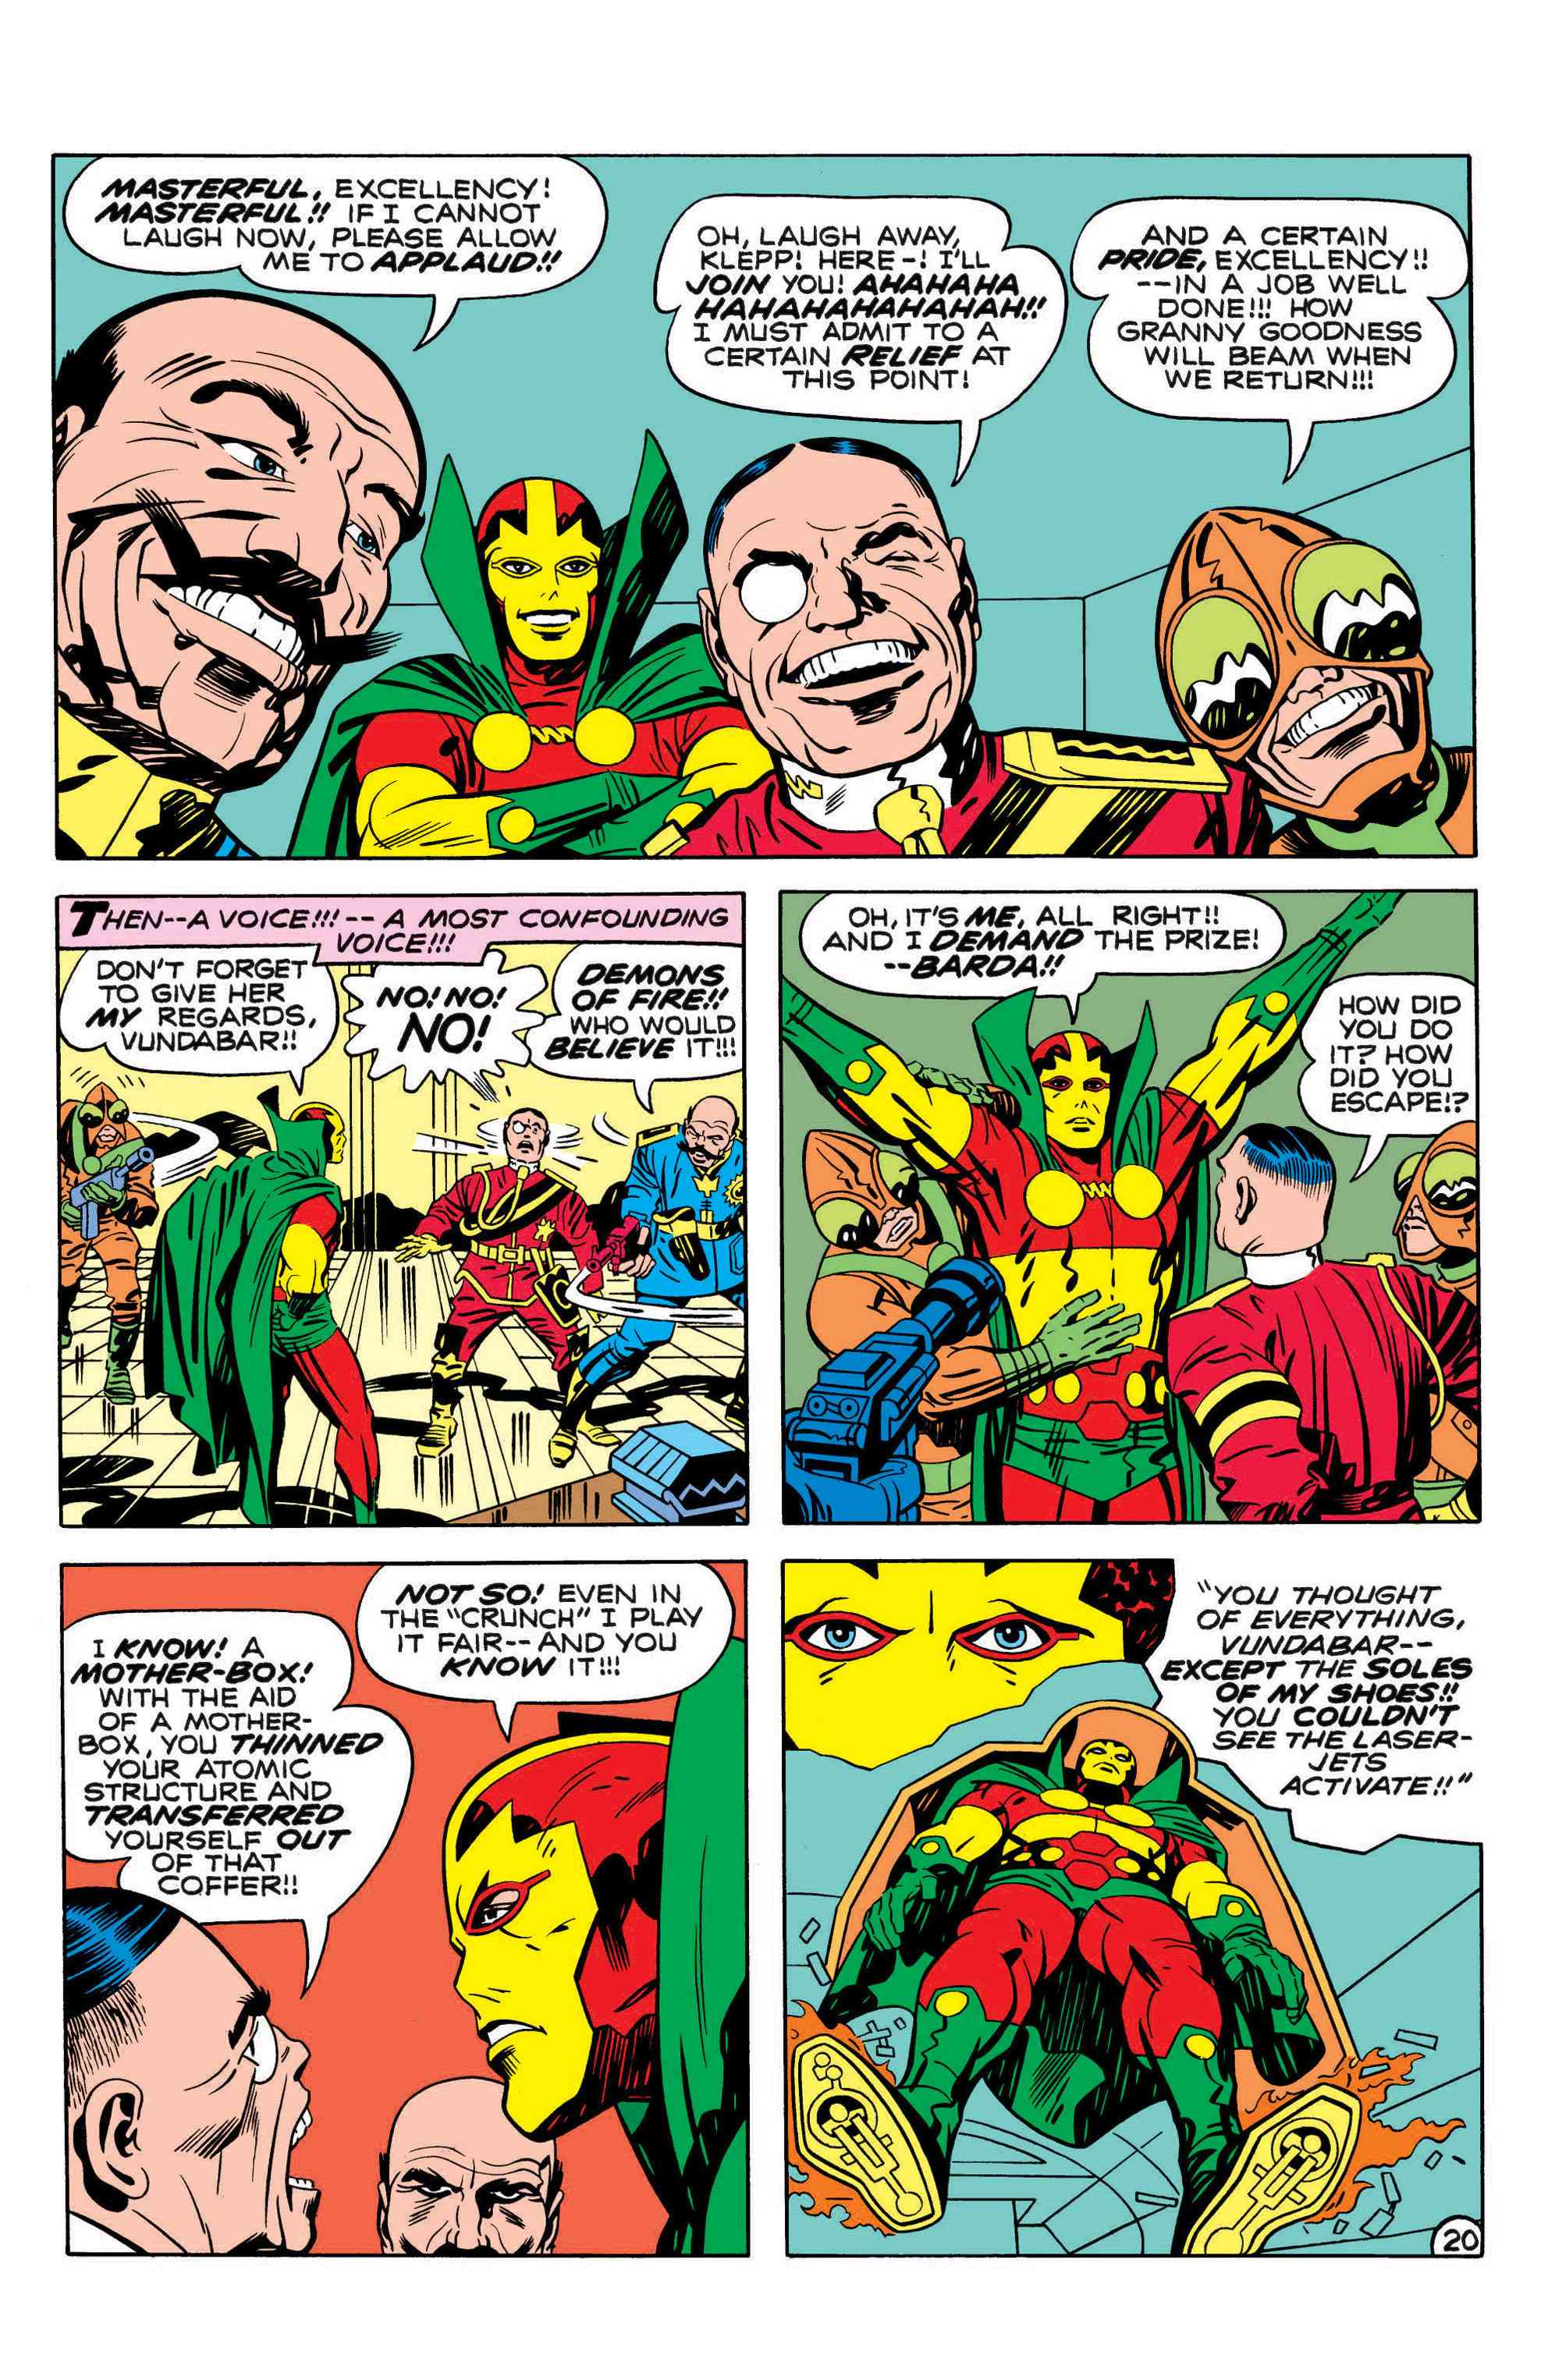 MASTERFUL, EXCELLENCY!
MASTERFUL!! IF I CANNOT
LAUGH NOW, PLEASE ALLOW
ME TO APPLAUD!!
OH, LAUGH AWAY,
KLEPP! HERE-! I'LL
JOIN YOU! AHAHAHA
HAHAHAHAHAHAH!!
I MUST ADMIT TO A
CERTAIN RELIEF AT
THIS POINT!
AND A CERTAIN
PRIDE, EXCELLENCY!!
--IN A JOB WELL
DONE!!! HOW
GRANNY GOODNESS
WILL BEAM WHEN
WE RETURN!!!
THEN--A VOICE!!!-- A MOST CONFOUNDING
VOICE!!!
DON'T FORGET
TO GIVE HER
MY REGARDS,
VUNDABAR!!
NO! NO!
NO!
DEMONS
OF FIRE!!
WHO WOULD
BELIEVE IT!!!
OH, IT'S ME, ALL RIGHT!!
AND I DEMAND THE PRIZE!
--BARDA!!
HOW DID
YOU DO
IT? HOW
DID YOU
ESCAPE!?
I KNOW! A
MOTHER-BOX!
WITH THE AID
OF A MOTHER-
BOX, YOU THINNED
YOUR ATOMIC
STRUCTURE AND
TRANSFERRED
YOURSELF OUT
OF THAT
COFFER!!
NOT SO! EVEN IN
THE "CRUNCH" I PLAY
IT FAIR-- AND YOU
KNOW IT!!!
"YOU THOUGHT
OF EVERYTHING,
VUNDABAR--
EXCEPT THE SOLES
OF MY SHOES!!
YOU COULDN'T
SEE THE LASER-
JETS
ACTIVATE!!"
20